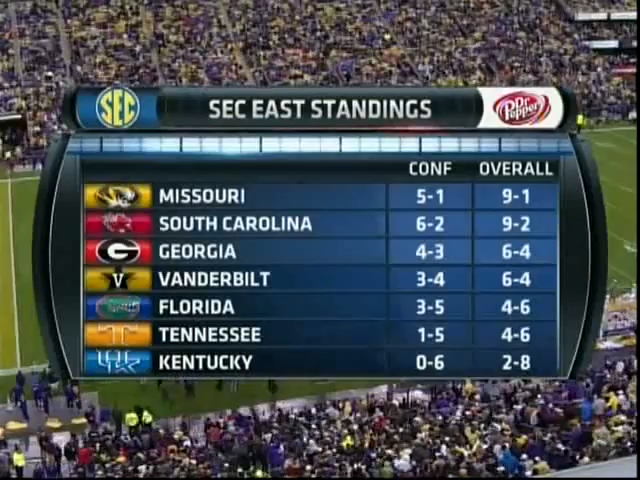 SEC SEC EAST STANDINGS Dr Pepper
CONF OVERALL
MISSOURI 5-1 9-1
SOUTH CAROLINA 6-2 9-2
G GEORGIA 4-3 6-4
V VANDERBILT 3-4 6-4
FLORIDA 3-5 4-6
T TENNESSEE 1-5 4-6
UK KENTUCKY 0-6 2-8